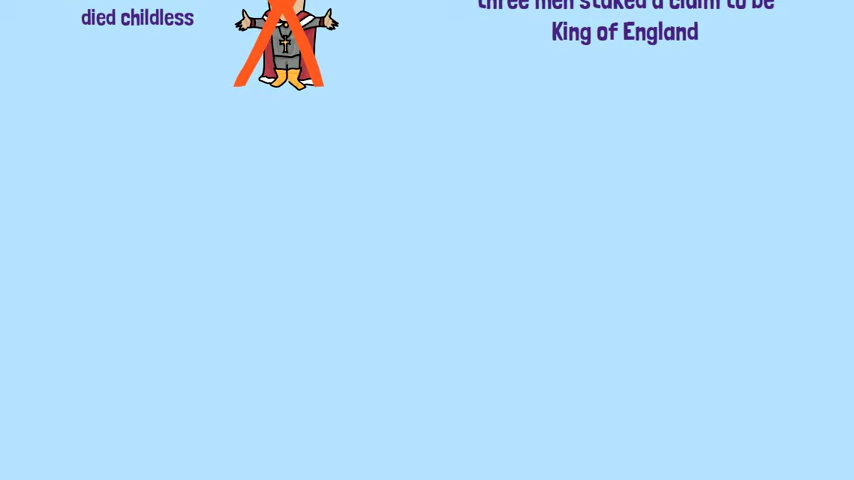 died childless
three men staked a claim to be
King of England